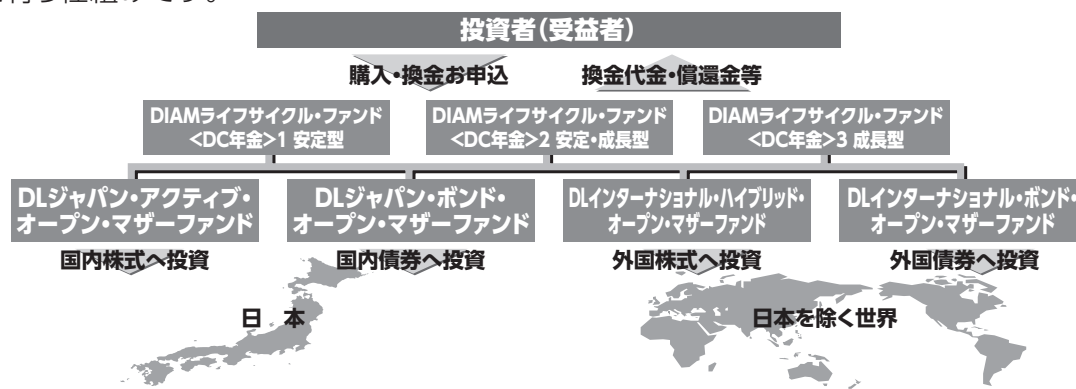 投資者(受益者)
購入・換金お申込 換金代金・償還金等
DIAMライフサイクル・ファンド
<DC年金>1 安定型
DIAMライフサイクル・ファンド
<DC年金>2 安定・成長型
DIAMライフサイクル・ファンド
<DC年金>3 成長型
DLジャパン・アクティブ・
オープン・マザーファンド
DLジャパン・ボンド・
オープン・マザーファンド
DLインターナショナル・ハイブリッド・
オープン・マザーファンド
DLインターナショナル・ボンド・
オープン・マザーファンド
国内株式へ投資 国内債券へ投資 外国株式へ投資 外国債券へ投資
日 本 日本を除く世界